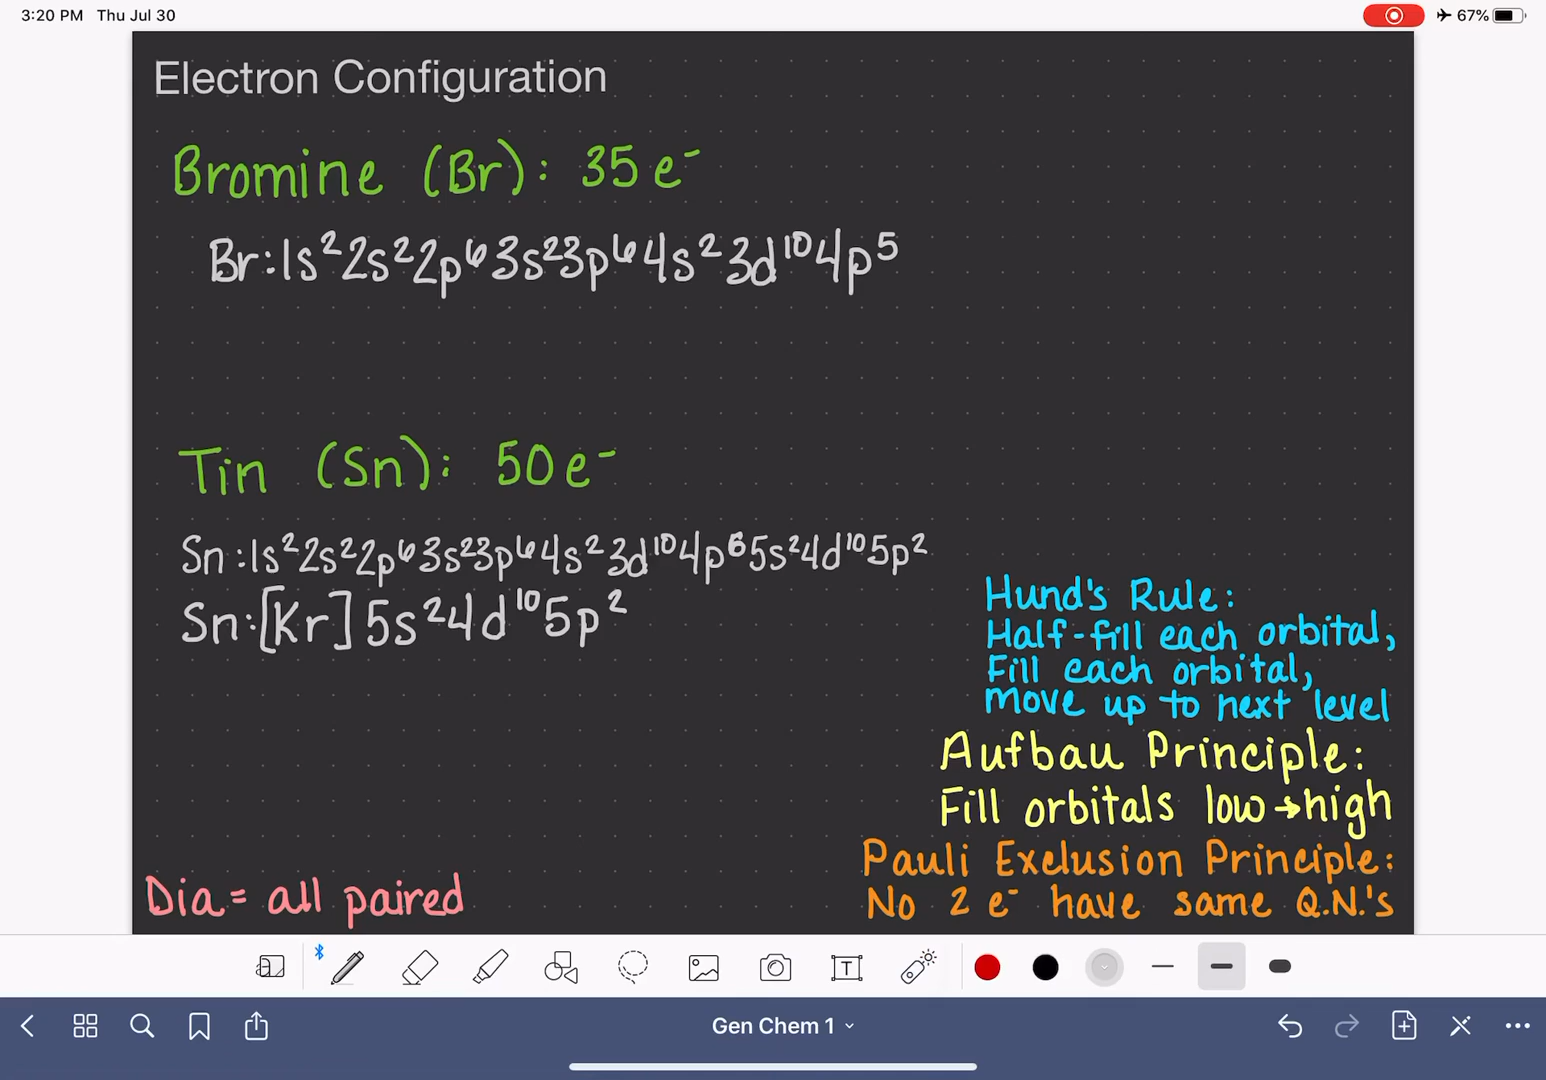 3:20 PM Thu Jul 30
67%
Electron Configuration
Bromine (Br): 35 e⁻
Br:1s²2s²2p⁶3s²3p⁶4s²3d¹⁰4p⁵
Tin (Sn): 50 e⁻
Sn:1s²2s²2p⁶3s²3p⁶4s²3d¹⁰4p⁶5s²4d¹⁰5p²
Sn:[Kr]5s²4d¹⁰5p²
Hund's Rule:
Half-fill each orbital,
Fill each orbital,
move up to next level
Aufbau Principle:
Fill orbitals low→high
Pauli Exclusion Principle:
No 2 e⁻ have same Q.N.'s
Dia = all paired
T
Gen Chem 1